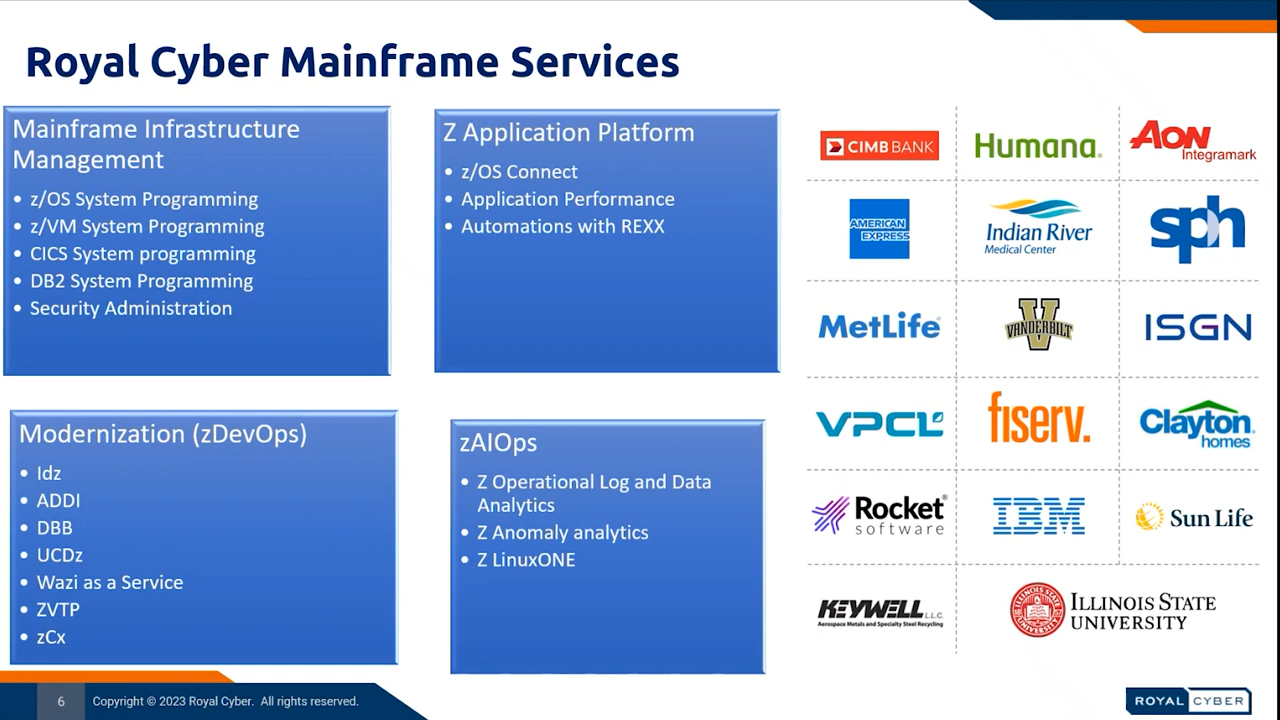 Royal Cyber Mainframe Services
Mainframe Infrastructure
Management
• z/OS System Programming
• z/VM System Programming
• CICS System programming
• DB2 System Programming
• Security Administration
Z Application Platform
• z/OS Connect
• Application Performance
• Automations with REXX
Modernization (zDevOps)
• Idz
• ADDI
• DBB
• UCDz
• Wazi as a Service
• ZVTP
• zCx
zAIOps
• Z Operational Log and Data
Analytics
• Z Anomaly analytics
• Z LinuxONE
CIMB BANK
Humana.
AON
Integramark
AMERICAN
EXPRESS
Indian River
Medical Center
sph
MetLife
V
VANDERBILT
ISGN
VPCL
fiserv.
Clayton
homes
Rocket
software
IBM
Sun Life
KEYWELL L.L.C.
Aerospace Metals and Specialty Steel Recycling
ILLINOIS STATE
UNIVERSITY
6
Copyright © 2023 Royal Cyber. All rights reserved.
ROYAL CYBER